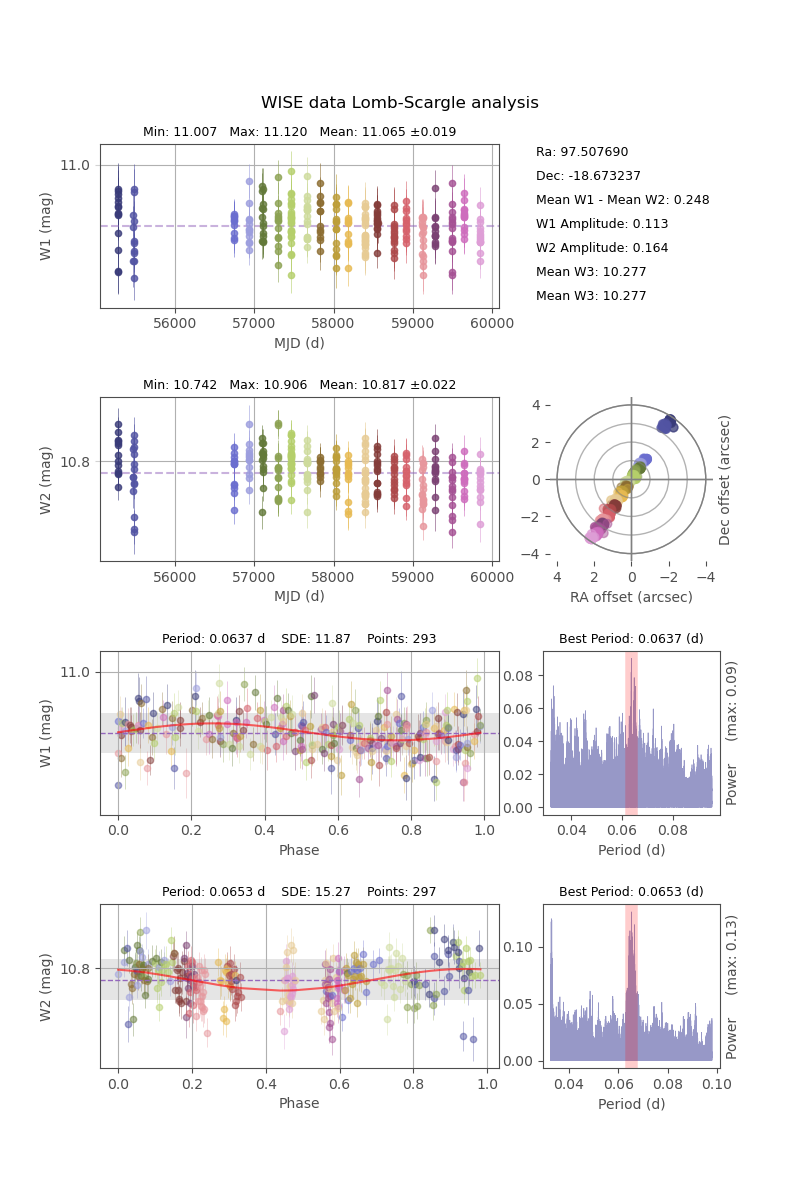 WISE data Lomb-Scargle analysis
Min: 11.007   Max: 11.120   Mean: 11.065 ±0.019
11.0
W1 (mag)
56000 57000 58000 59000 60000
MJD (d)
Ra: 97.507690
Dec: -18.673237
Mean W1 - Mean W2: 0.248
W1 Amplitude: 0.113
W2 Amplitude: 0.164
Mean W3: 10.277
Mean W3: 10.277
Min: 10.742   Max: 10.906   Mean: 10.817 ±0.022
10.8
W2 (mag)
56000 57000 58000 59000 60000
MJD (d)
4
2
0
−2
−4
4 2 0 −2 −4
RA offset (arcsec)
Dec offset (arcsec)
Period: 0.0637 d    SDE: 11.87    Points: 293
11.0
W1 (mag)
0.0 0.2 0.4 0.6 0.8 1.0
Phase
Best Period: 0.0637 (d)
0.08
0.06
0.04
0.02
0.00
0.04 0.06 0.08
Period (d)
Power     (max: 0.09)
Period: 0.0653 d    SDE: 15.27    Points: 297
10.8
W2 (mag)
0.0 0.2 0.4 0.6 0.8 1.0
Phase
Best Period: 0.0653 (d)
0.10
0.05
0.00
0.04 0.06 0.08 0.10
Period (d)
Power     (max: 0.13)